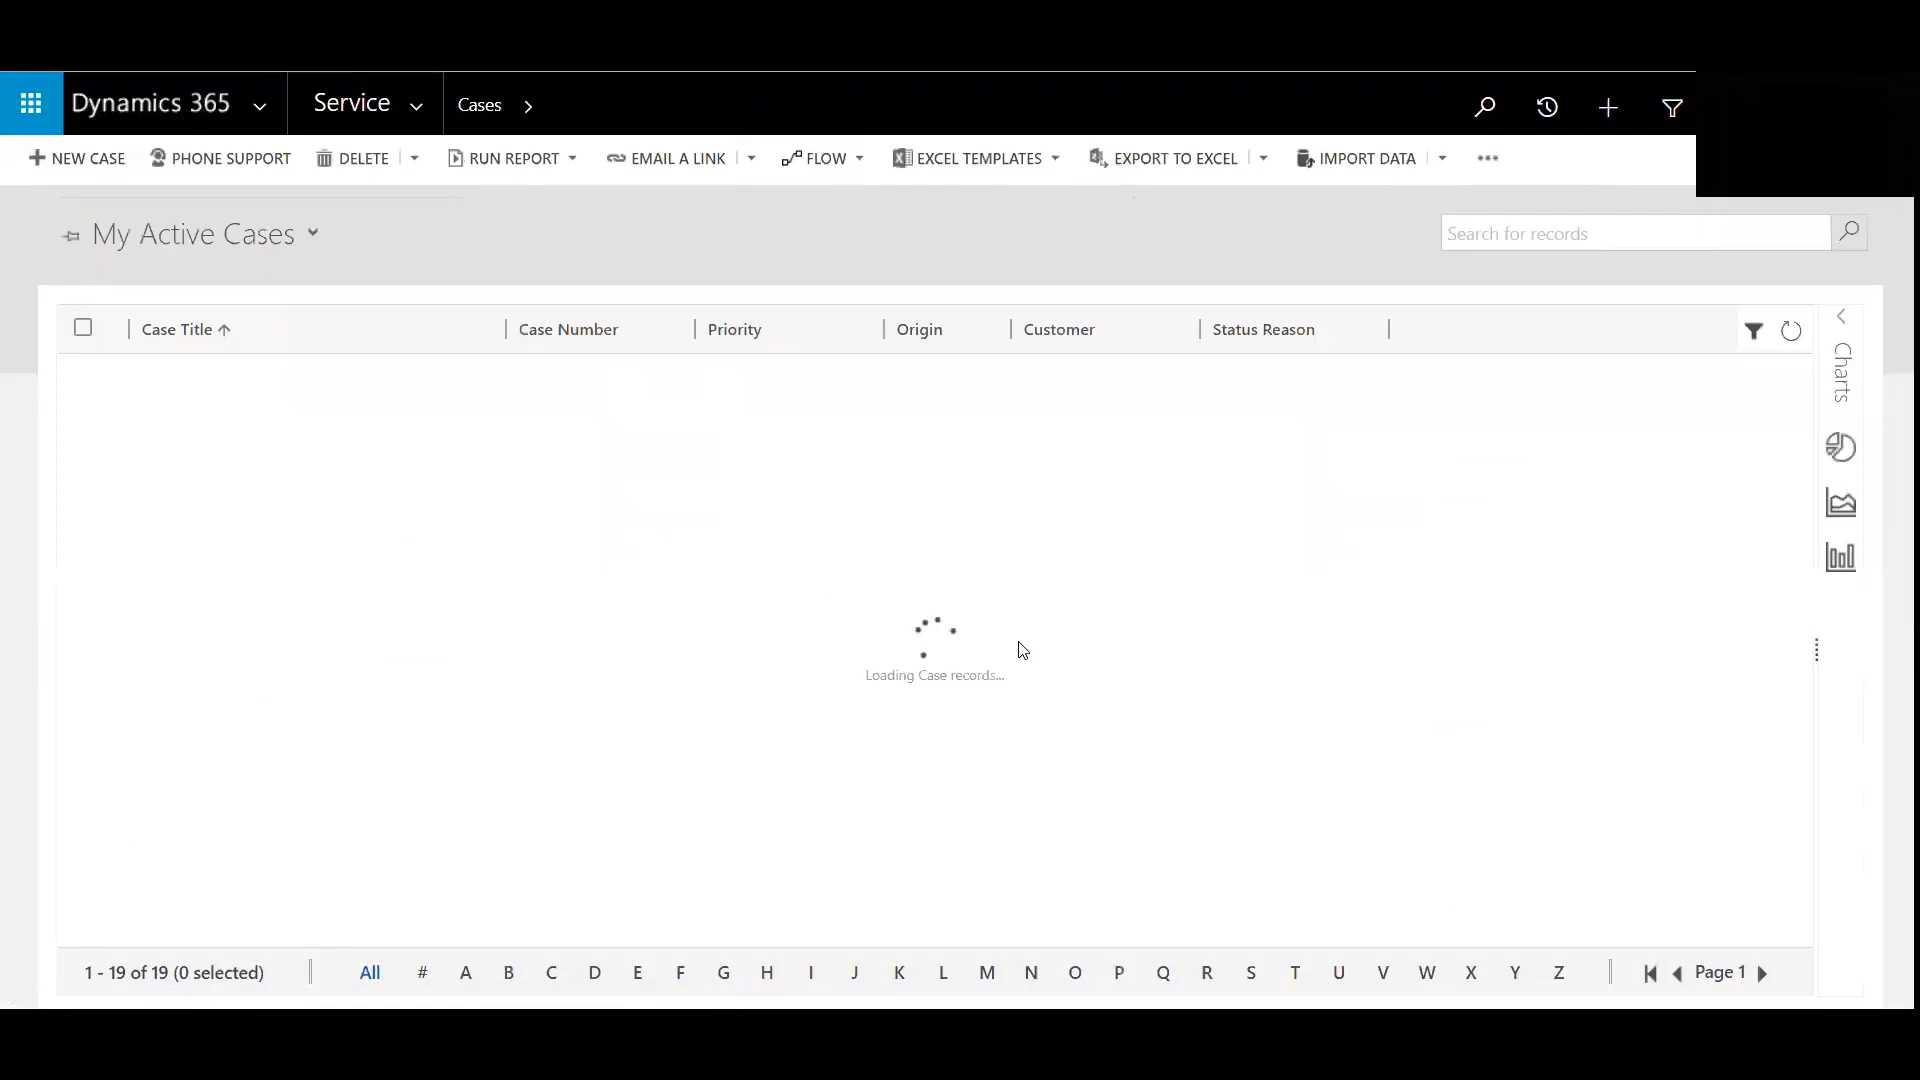 Dynamics 365 Service Cases
NEW CASE PHONE SUPPORT DELETE RUN REPORT EMAIL A LINK FLOW EXCEL TEMPLATES EXPORT TO EXCEL IMPORT DATA
My Active Cases
Search for records
Case Title Case Number Priority Origin Customer Status Reason
Charts
Loading Case records...
1 - 19 of 19 (0 selected) All # A B C D E F G H I J K L M N O P Q R S T U V W X Y Z Page 1